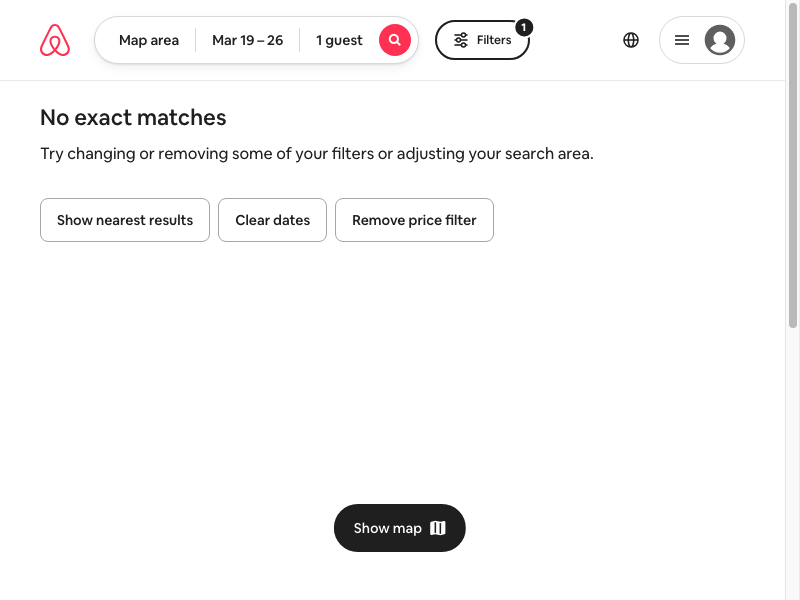 Map area
Mar 19 – 26
1 guest
Filters
1
No exact matches
Try changing or removing some of your filters or adjusting your search area.
Show nearest results
Clear dates
Remove price filter
Show map